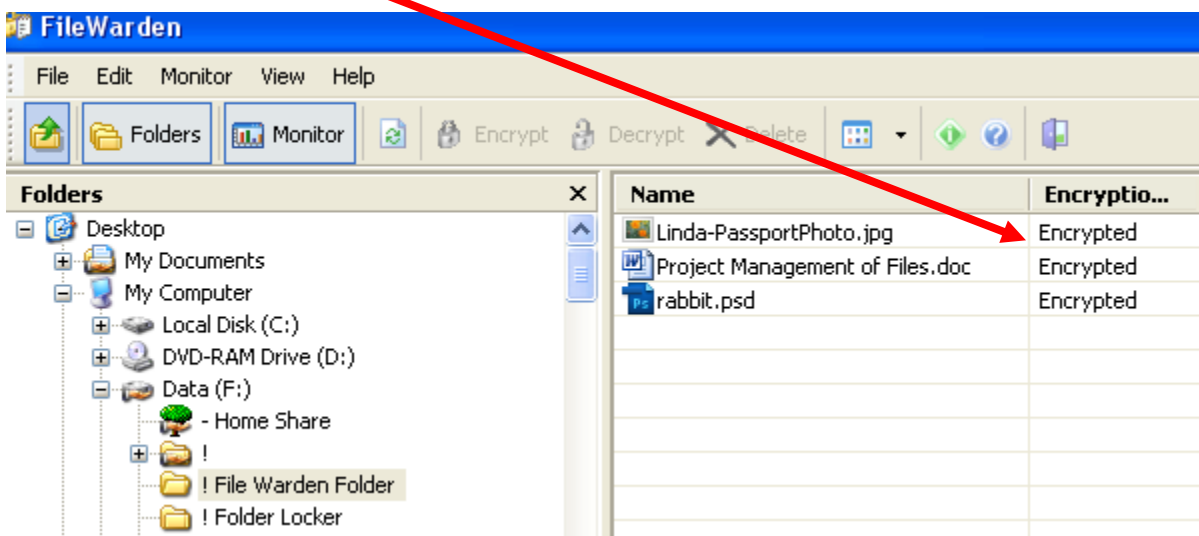 FileWarden
File Edit Monitor View Help
Folders Monitor Encrypt Decrypt Delete
Folders
Desktop
My Documents
My Computer
Local Disk (C:)
DVD-RAM Drive (D:)
Data (F:)
- Home Share
!
! File Warden Folder
! Folder Locker
Name Encryptio...
Linda-PassportPhoto.jpg Encrypted
Project Management of Files.doc Encrypted
rabbit.psd Encrypted